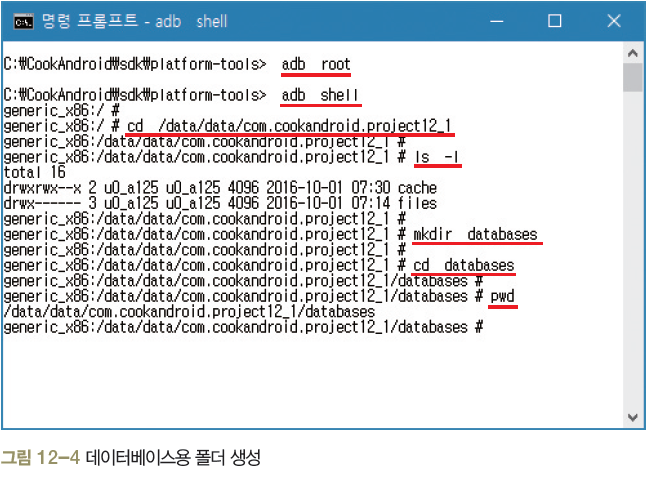 명령 프롬프트 - adb  shell
C:₩CookAndroid₩sdk₩platform-tools>  adb  root
C:₩CookAndroid₩sdk₩platform-tools>  adb  shell
generic_x86:/ #
generic_x86:/ # cd  /data/data/com.cookandroid.project12_1
generic_x86:/data/data/com.cookandroid.project12_1 #
generic_x86:/data/data/com.cookandroid.project12_1 # ls  -l
total 16
drwxrwx--x 2 u0_a125 u0_a125 4096 2016-10-01 07:30 cache
drwx------ 3 u0_a125 u0_a125 4096 2016-10-01 07:14 files
generic_x86:/data/data/com.cookandroid.project12_1 #
generic_x86:/data/data/com.cookandroid.project12_1 # mkdir  databases
generic_x86:/data/data/com.cookandroid.project12_1 #
generic_x86:/data/data/com.cookandroid.project12_1 # cd  databases
generic_x86:/data/data/com.cookandroid.project12_1/databases #
generic_x86:/data/data/com.cookandroid.project12_1/databases # pwd
/data/data/com.cookandroid.project12_1/databases
generic_x86:/data/data/com.cookandroid.project12_1/databases #
그림 12-4 데이터베이스용 폴더 생성